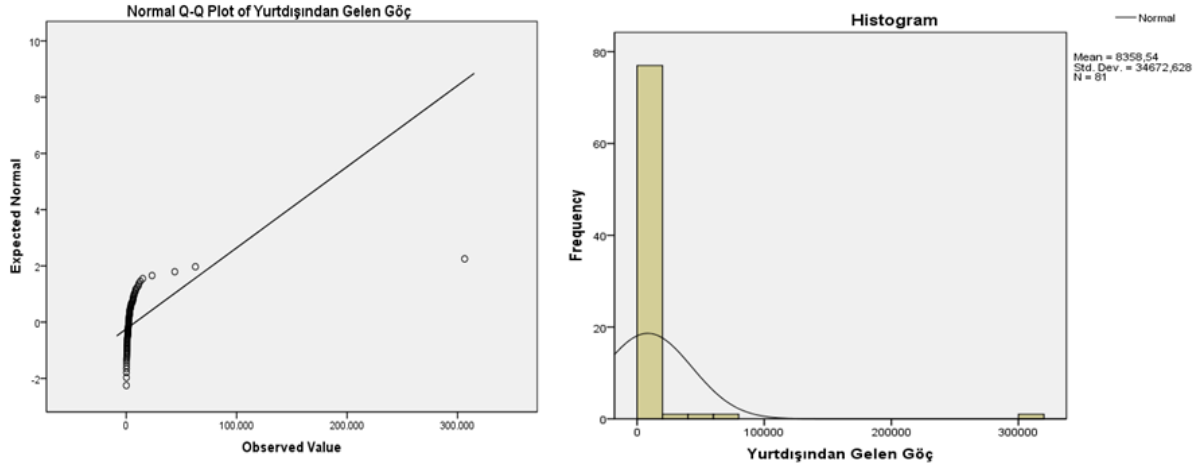 Normal Q-Q Plot of Yurtdışından Gelen Göç
10
8
6
4
2
0
-2
Expected Normal
0
100.000
200.000
300.000
Observed Value
Histogram
Normal
Mean = 8358,54
Std. Dev. = 34672,628
N = 81
80
60
40
20
0
Frequency
0
100000
200000
300000
Yurtdışından Gelen Göç